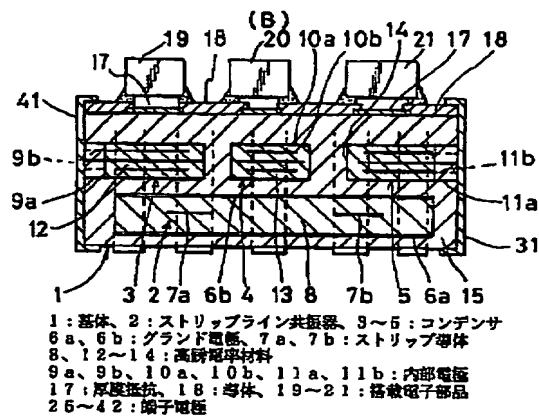 (B)
19 18 20 10a 10b 14 21 17 18
17
41
9b 11b
9a 11a
12 31
1 3 2 7a 6b 4 13 8 7b 5 6a 15
1：基体、2：ストリップライン共振器、3〜5：コンデンサ
6a、6b：グランド電極、7a、7b：ストリップ導体
8、12〜14：高誘電率材料
9a、9b、10a、10b、11a、11b：内部電極
17：厚膜抵抗、18：導体、19〜21：搭載電子部品
25〜42：端子電極